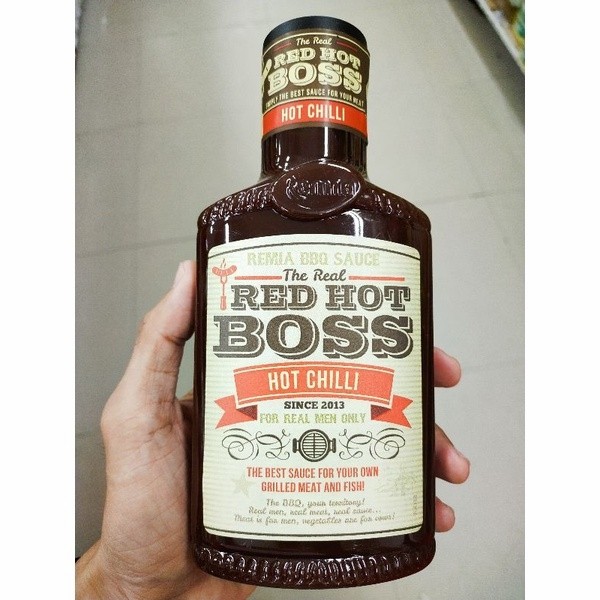 The Real
RED HOT
BOSS
SIMPLY THE BEST SAUCE FOR YOUR MEAT
HOT CHILLI
Remia
REMIA BBQ SAUCE
The Real
RED HOT
BOSS
HOT CHILLI
SINCE 2013
FOR REAL MEN ONLY
THE BEST SAUCE FOR YOUR OWN
GRILLED MEAT AND FISH!
The BBQ, your territory!
Real men, real meat, real sauce...
Meat is for men, vegetables are for cows!